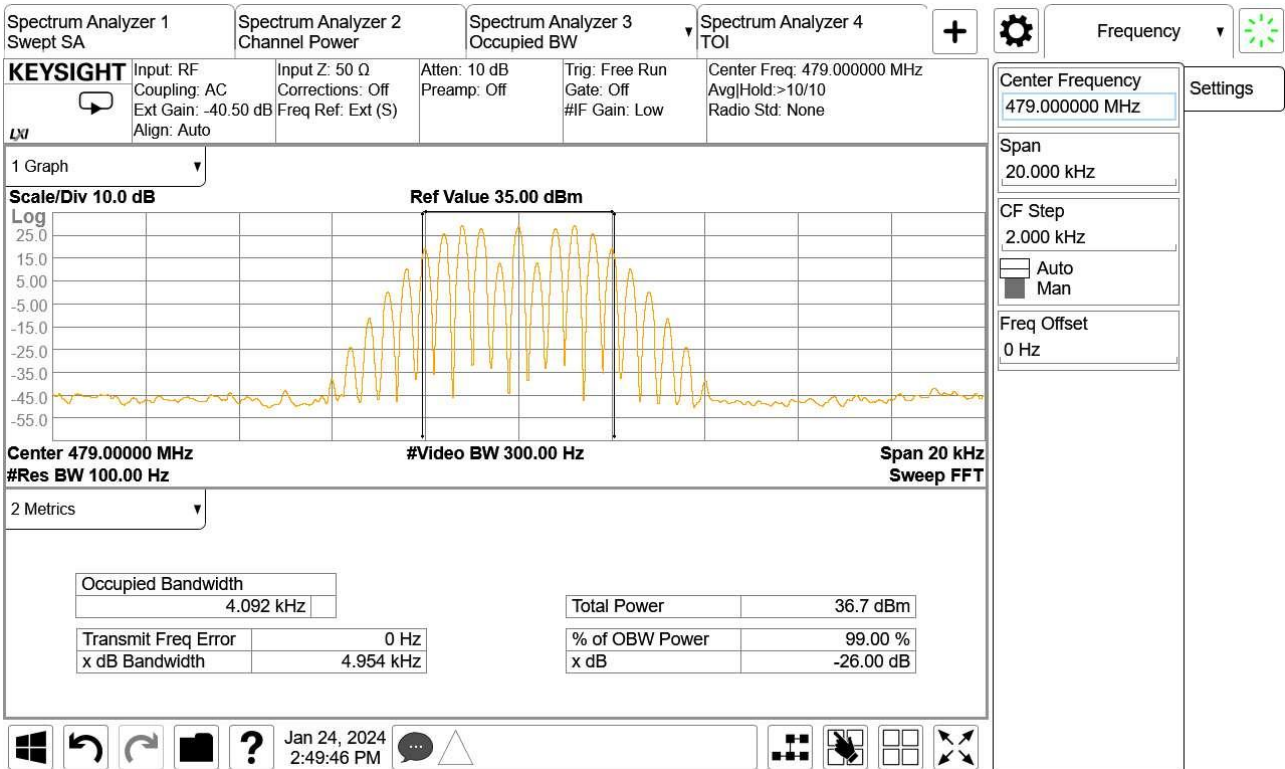 Spectrum Analyzer 1
Swept SA
Spectrum Analyzer 2
Channel Power
Spectrum Analyzer 3
Occupied BW
Spectrum Analyzer 4
TOI
+
Frequency
KEYSIGHT
LXI
Input: RF
Coupling: AC
Ext Gain: -40.50 dB
Align: Auto
Input Z: 50 Ω
Corrections: Off
Freq Ref: Ext (S)
Atten: 10 dB
Preamp: Off
Trig: Free Run
Gate: Off
#IF Gain: Low
Center Freq: 479.000000 MHz
Avg|Hold:>10/10
Radio Std: None
Center Frequency
479.000000 MHz
Settings
Span
20.000 kHz
CF Step
2.000 kHz
Auto
Man
Freq Offset
0 Hz
1 Graph
Scale/Div 10.0 dB
Ref Value 35.00 dBm
Log
25.0
15.0
5.00
-5.00
-15.0
-25.0
-35.0
-45.0
-55.0
Center 479.00000 MHz
#Video BW 300.00 Hz
Span 20 kHz
#Res BW 100.00 Hz
Sweep FFT
2 Metrics
Occupied Bandwidth
4.092 kHz
Total Power 36.7 dBm
Transmit Freq Error 0 Hz
% of OBW Power 99.00 %
x dB Bandwidth 4.954 kHz
x dB -26.00 dB
?
Jan 24, 2024
2:49:46 PM